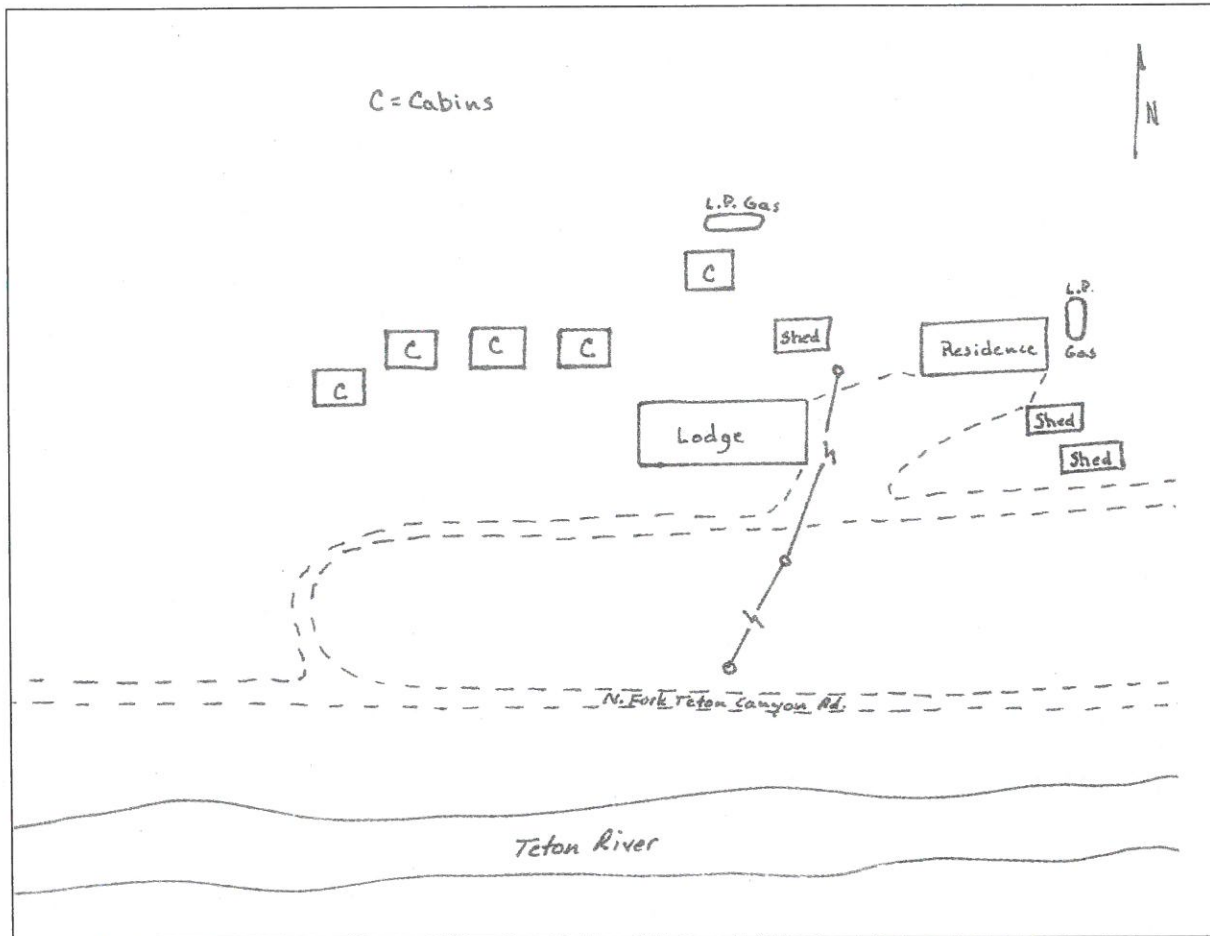 C = Cabins
N
L.P. Gas
C
L.P.
Gas
Shed
Residence
C
C
C
C
Lodge
Shed
Shed
N. Fork Teton Canyon Rd.
Teton River